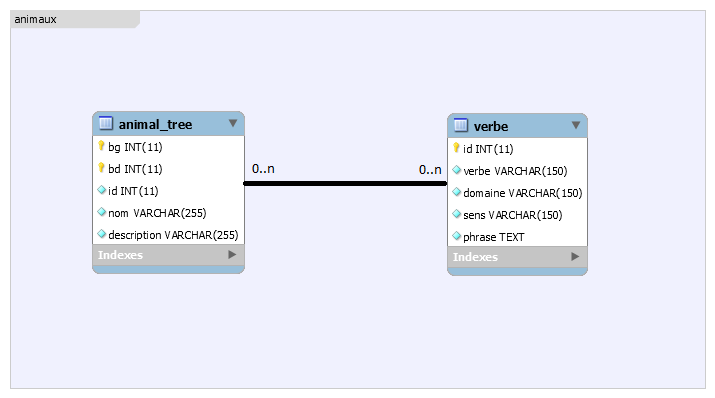 animaux
animal_tree
bg INT(11)
bd INT(11)
id INT(11)
nom VARCHAR(255)
description VARCHAR(255)
Indexes
0..n
0..n
verbe
id INT(11)
verbe VARCHAR(150)
domaine VARCHAR(150)
sens VARCHAR(150)
phrase TEXT
Indexes